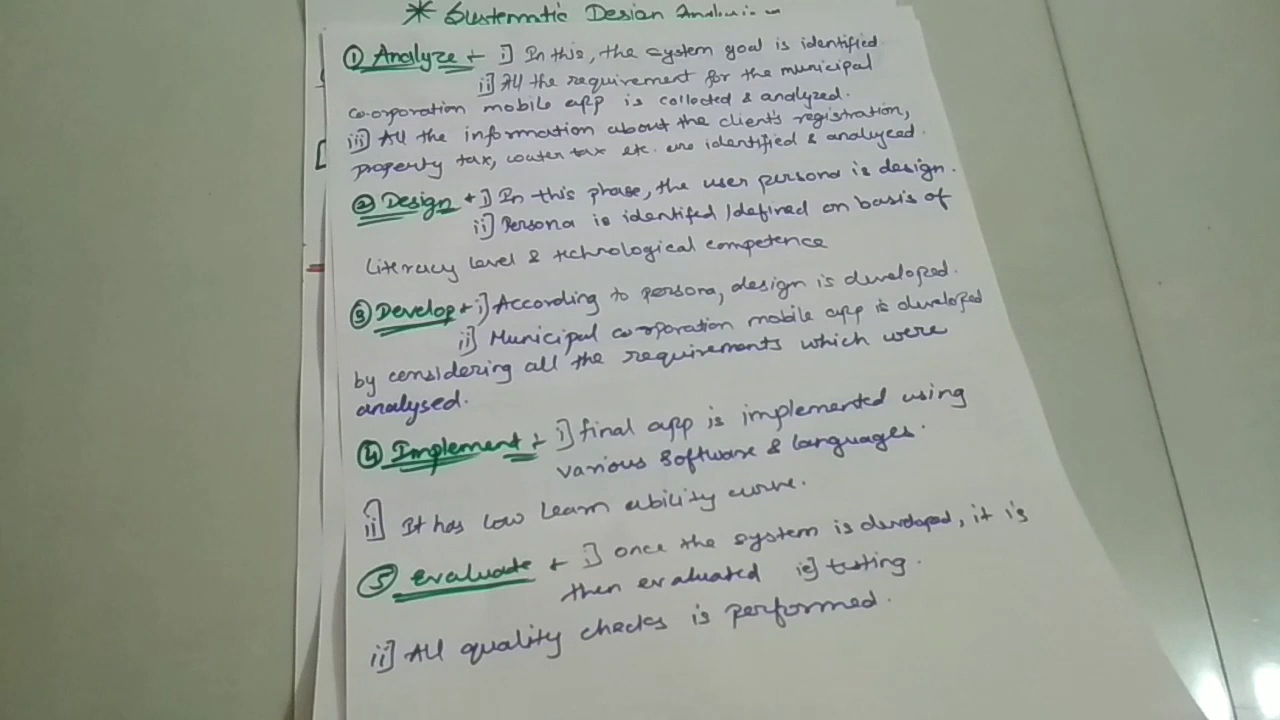 * Systematic Design Analysis
① Analyze :- i] In this, the system goal is identified.
ii] All the requirement for the municipal
co-orporation mobile app is collected & analyzed.
iii] All the information about the client's registration,
property tax, water tax etc. are identified & analyzed.
② Design :- i] In this phase, the user persona is design.
ii] Persona is identifed /defined on basis of
literacy level & technological competence
③ Develop :- i] According to persona, design is developed.
ii] Municipal co-orporation mobile app is developed
by considering all the requirements which were
analysed.
④ Implement :- i] final app is implemented using
various software & languages.
ii] It has low learn ability curve.
⑤ evaluate :- i] once the system is developed, it is
then evaluated ie] testing.
ii] All quality checks is performed.